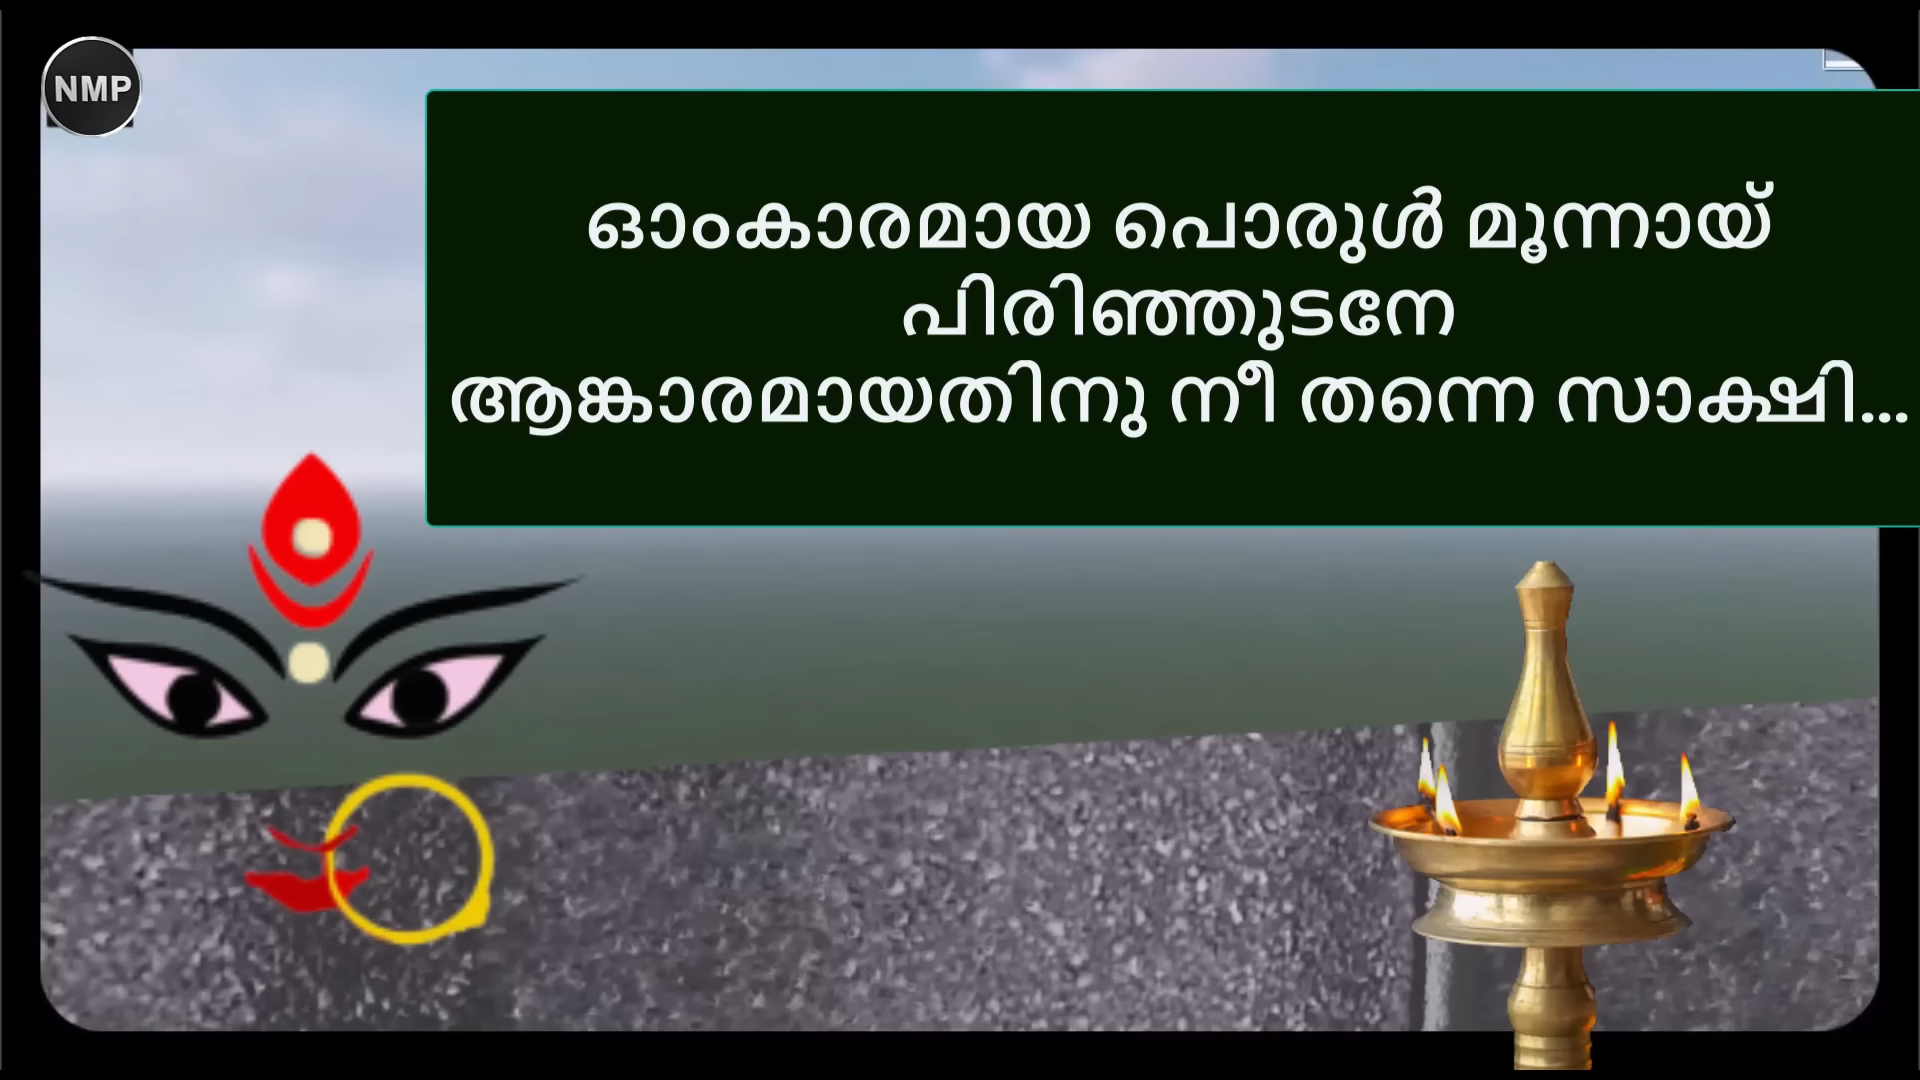 NMP
ഓംകാരമായ പൊരുൾ മൂന്നായ്
പിരിഞ്ഞുടനേ
ആങ്കാരമായതിനു നീ തന്നെ സാക്ഷി...